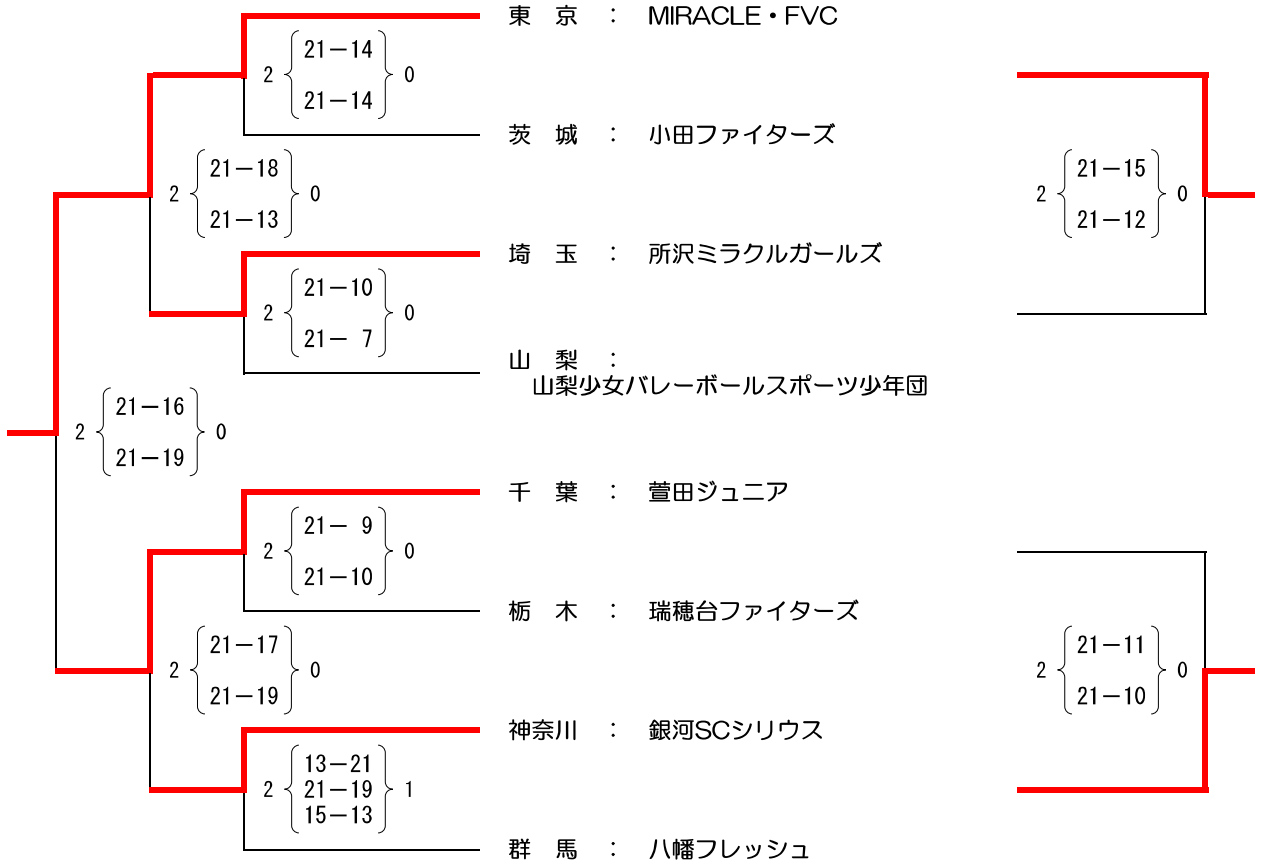 東　京　：　MIRACLE・FVC
21－14
2 0
21－14
茨　城　：　小田ファイターズ
21－18
2 0
21－13
21－15
2 0
21－12
埼　玉　：　所沢ミラクルガールズ
21－10
2 0
21－ 7
山　梨　：
山梨少女バレーボールスポーツ少年団
21－16
2 0
21－19
千　葉　：　萱田ジュニア
21－ 9
2 0
21－10
栃　木　：　瑞穂台ファイターズ
21－17
2 0
21－19
21－11
2 0
21－10
神奈川　：　銀河SCシリウス
13－21
2 21－19 1
15－13
群　馬　：　八幡フレッシュ